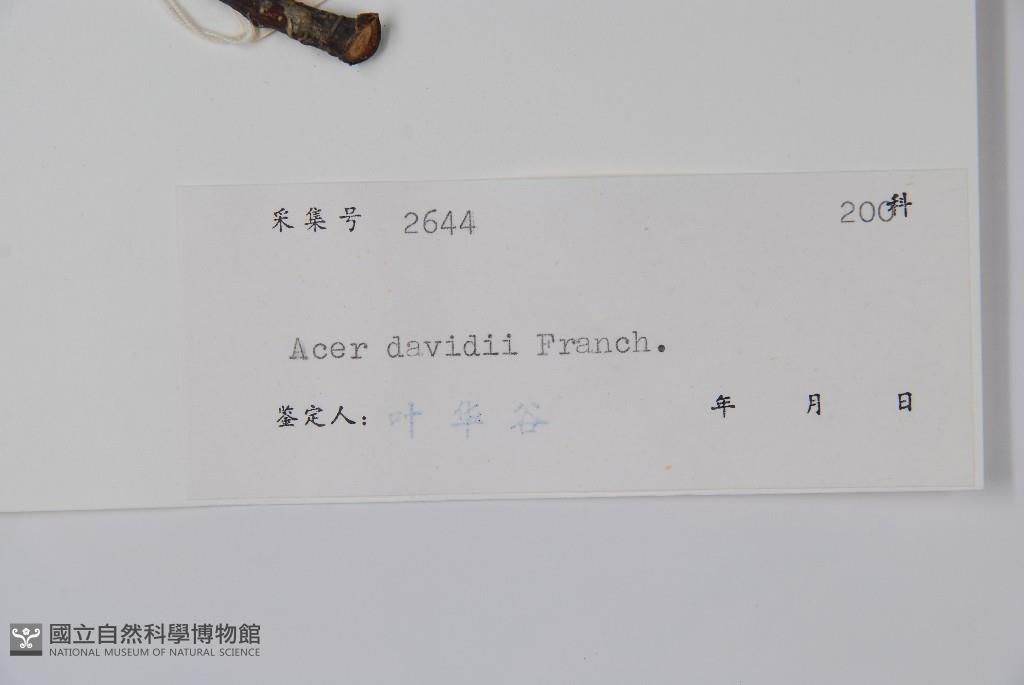 采集号 2644 200科
Acer davidii Franch.
鉴定人: 叶华谷 年 月 日
國立自然科學博物館
NATIONAL MUSEUM OF NATURAL SCIENCE